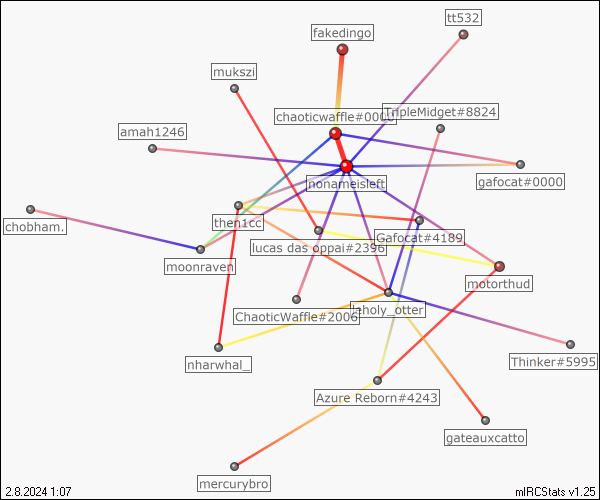 tt532
fakedingo
mukszi
chaoticwaffle#0000
TripleMidget#8824
amah1246
nonameisleft
gafocat#0000
chobham.
then1cc
Gafocat#4189
lucas das oppai#2396
moonraven
motorthud
ChaoticWaffle#2006
leholy_otter
nharwhal_
Thinker#5995
Azure Reborn#4243
gateauxcatto
mercurybro
2.8.2024 1:07
mIRCStats v1.25